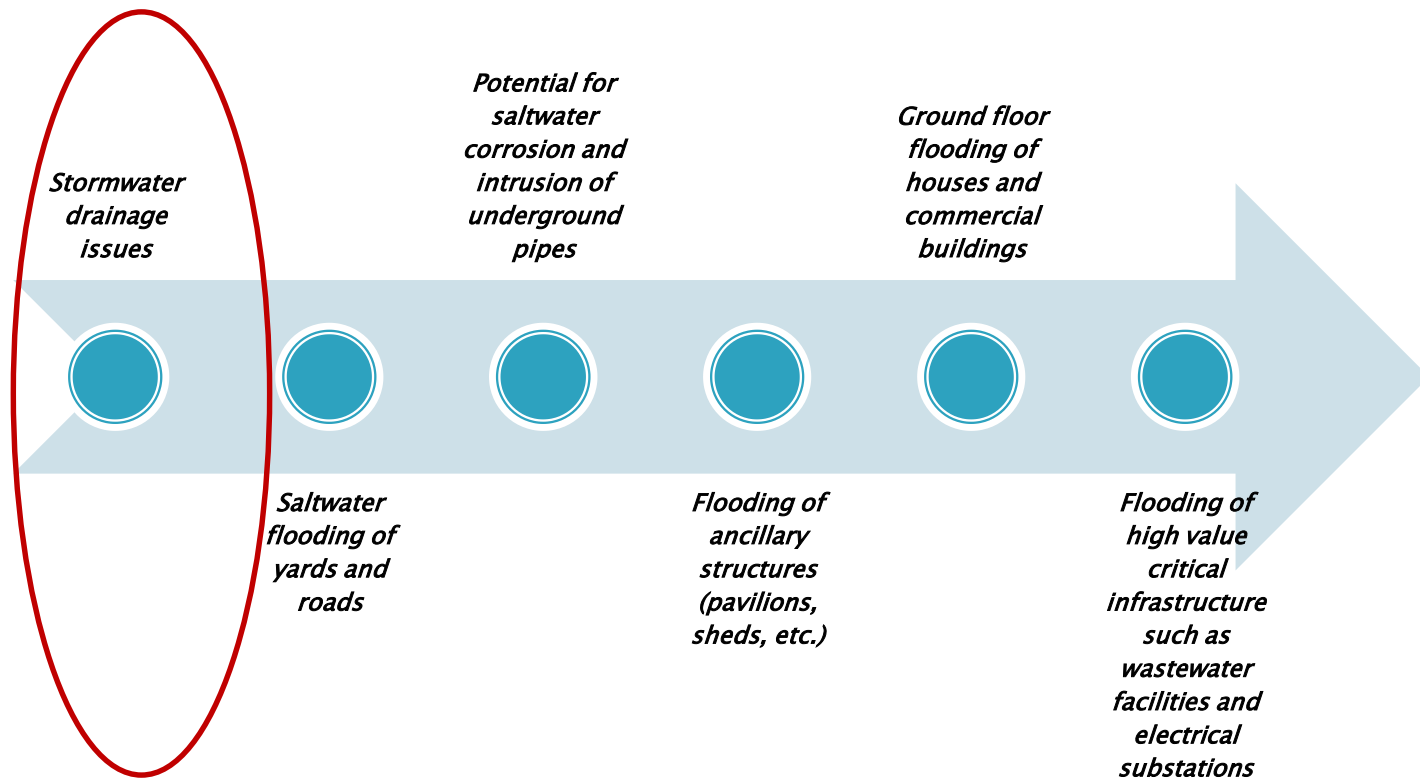 Stormwater
drainage
issues
Saltwater
flooding of
yards and
roads
Potential for
saltwater
corrosion and
intrusion of
underground
pipes
Flooding of
ancillary
structures
(pavilions,
sheds, etc.)
Ground floor
flooding of
houses and
commercial
buildings
Flooding of
high value
critical
infrastructure
such as
wastewater
facilities and
electrical
substations